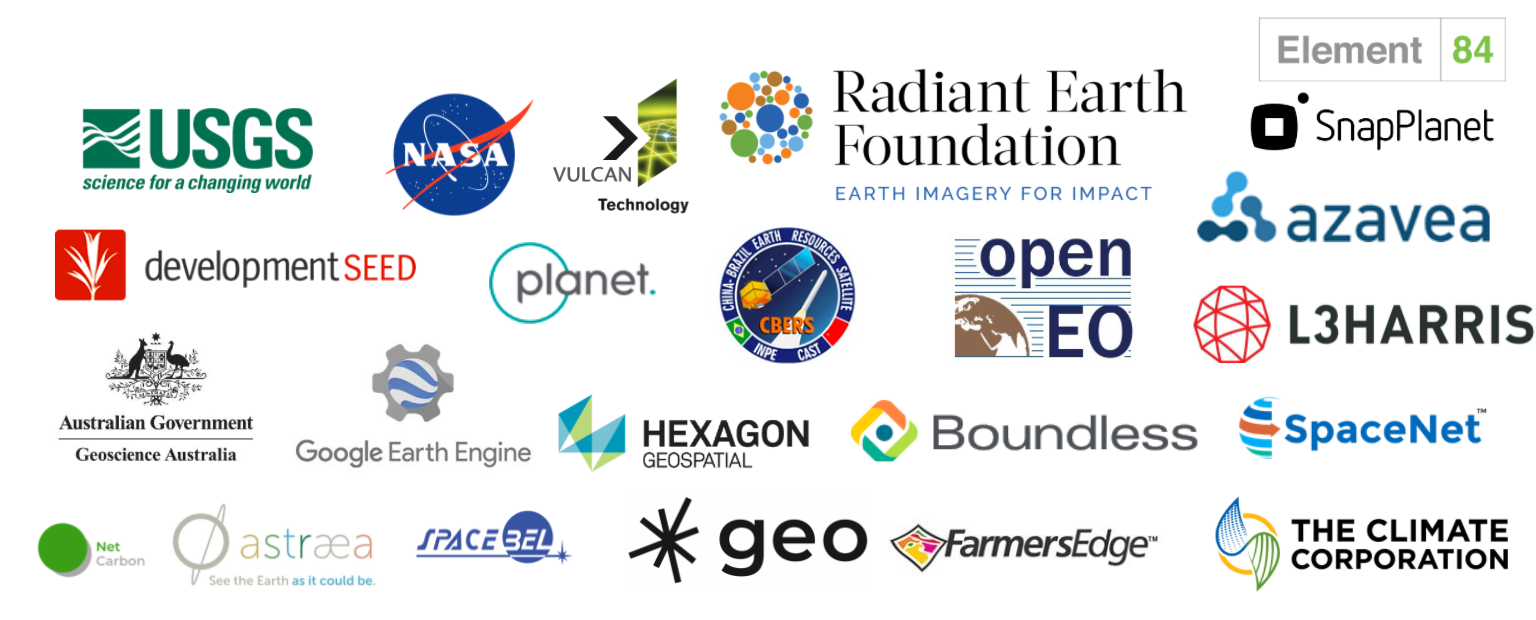 Element 84
USGS
science for a changing world
NASA
VULCAN
Technology
Radiant Earth
Foundation
EARTH IMAGERY FOR IMPACT
SnapPlanet
azavea
developmentSEED
planet.
CHINA-BRAZIL EARTH RESOURCES SATELLITE
CBERS
INPE CAST
open
EO
L3HARRIS
Australian Government
Geoscience Australia
Google Earth Engine
HEXAGON
GEOSPATIAL
Boundless
SpaceNet™
Net
Carbon
astræa
See the Earth as it could be.
SPACEBEL
geo
FarmersEdge™
THE CLIMATE
CORPORATION